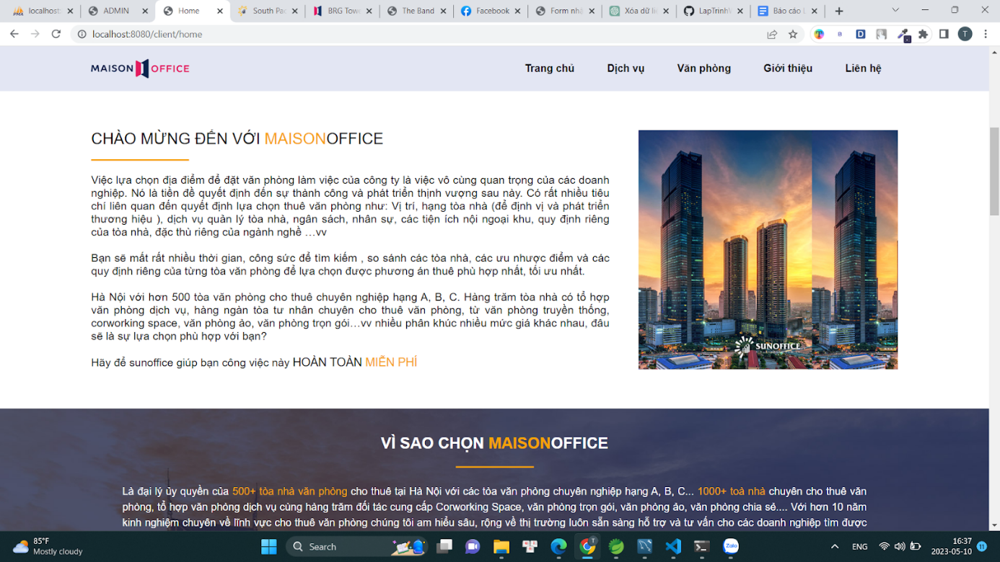 localhost:
ADMIN
Home
South Pac
BRG Towe
The Band
Facebook
Form nhậ
Xóa dữ li
LapTrinhW
Báo cáo L
localhost:8080/client/home
T
MAISON OFFICE
Trang chủ
Dịch vụ
Văn phòng
Giới thiệu
Liên hệ
CHÀO MỪNG ĐẾN VỚI MAISONOFFICE
Việc lựa chọn địa điểm để đặt văn phòng làm việc của công ty là việc vô cùng quan trọng của các doanh
nghiệp. Nó là tiền đề quyết định đến sự thành công và phát triển thịnh vượng sau này. Có rất nhiều tiêu
chí liên quan đến quyết định lựa chọn thuê văn phòng như: Vị trí, hạng tòa nhà (để định vị và phát triển
thương hiệu ), dịch vụ quản lý tòa nhà, ngân sách, nhân sự, các tiện ích nội ngoại khu, quy định riêng
của tòa nhà, đặc thù riêng của ngành nghề …vv
Bạn sẽ mất rất nhiều thời gian, công sức để tìm kiếm , so sánh các tòa nhà, các ưu nhược điểm và các
quy định riêng của từng tòa văn phòng để lựa chọn được phương án thuê phù hợp nhất, tối ưu nhất.
Hà Nội với hơn 500 tòa văn phòng cho thuê chuyên nghiệp hạng A, B, C. Hàng trăm tòa nhà có tổ hợp
văn phòng dịch vụ, hàng ngàn tòa tư nhân chuyên cho thuê văn phòng, từ văn phòng truyền thống,
corworking space, văn phòng ảo, văn phòng trọn gói…vv nhiều phân khúc nhiều mức giá khác nhau, đâu
sẽ là sự lựa chọn phù hợp với bạn?
Hãy để sunoffice giúp bạn công việc này HOÀN TOÀN MIỄN PHÍ
SUNOFFICE
VÌ SAO CHỌN MAISONOFFICE
Là đại lý ủy quyền của 500+ tòa nhà văn phòng cho thuê tại Hà Nội với các tòa văn phòng chuyên nghiệp hạng A, B, C... 1000+ toà nhà chuyên cho thuê văn
phòng, tổ hợp văn phòng dịch vụ cùng hàng trăm đối tác cung cấp Corworking Space, văn phòng trọn gói, văn phòng ảo, văn phòng chia sẻ.... Với hơn 10 năm
kinh nghiệm chuyên về lĩnh vực cho thuê văn phòng chúng tôi am hiểu sâu, rộng về thị trường luôn sẵn sàng hỗ trợ và tư vấn cho các doanh nghiệp tìm được
85°F
Mostly cloudy
Search
Zalo
ENG
16:37
2023-05-10
11